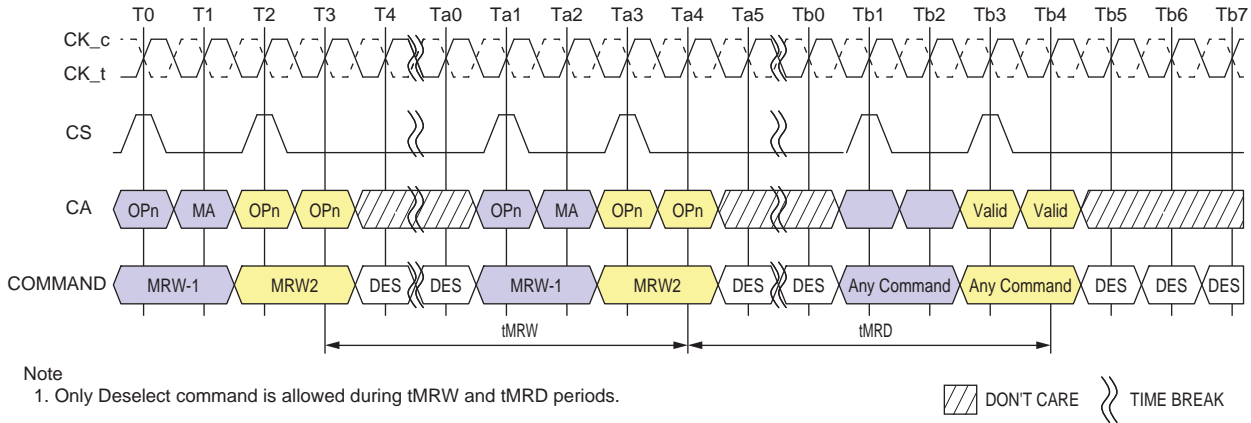 T0 T1 T2 T3 T4 Ta0 Ta1 Ta2 Ta3 Ta4 Ta5 Tb0 Tb1 Tb2 Tb3 Tb4 Tb5 Tb6 Tb7
CK_c
CK_t
CS
CA OPn MA OPn OPn OPn MA OPn OPn Valid Valid
COMMAND MRW-1 MRW2 DES DES MRW-1 MRW2 DES DES Any Command Any Command DES DES DES
tMRW tMRD
Note
1. Only Deselect command is allowed during tMRW and tMRD periods.
DON'T CARE TIME BREAK